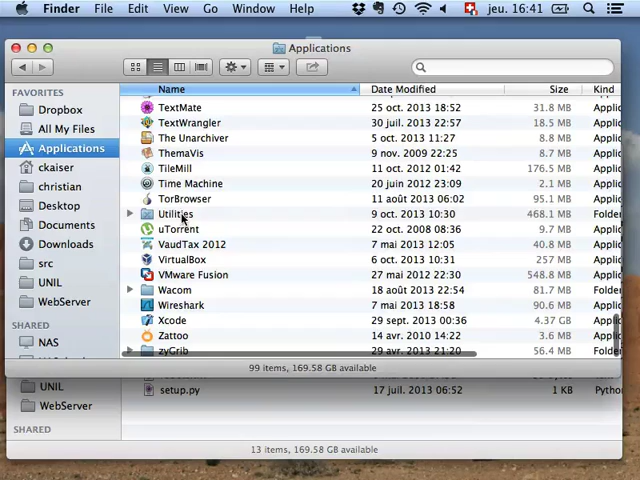 Finder File Edit View Go Window Help jeu. 16:41
Applications
Name Date Modified Size Kind
FAVORITES
Dropbox
All My Files
Applications
ckaiser
christian
Desktop
Documents
Downloads
src
UNIL
WebServer
SHARED
NAS
TextMate 25 oct. 2013 18:52 31.8 MB Applic
TextWrangler 30 juil. 2013 22:57 18.5 MB Applic
The Unarchiver 5 oct. 2013 11:27 8.8 MB Applic
ThemaVis 9 nov. 2009 22:25 8.7 MB Applic
TileMill 11 oct. 2012 01:42 176.5 MB Applic
Time Machine 20 juin 2012 23:09 2.1 MB Applic
TorBrowser 11 août 2013 06:02 95.1 MB Applic
Utilities 9 oct. 2013 10:30 468.1 MB Folder
uTorrent 22 oct. 2008 08:36 9.7 MB Applic
VaudTax 2012 7 mai 2013 12:05 40.8 MB Applic
VirtualBox 6 oct. 2013 10:31 257 MB Applic
VMware Fusion 27 mai 2012 22:30 548.8 MB Applic
Wacom 18 août 2013 22:54 81.7 MB Folder
Wireshark 7 mai 2013 18:58 90.6 MB Applic
Xcode 29 sept. 2013 00:36 4.37 GB Applic
Zattoo 14 avr. 2010 14:22 3.6 MB Applic
zyGrib 29 avr. 2013 21:20 56.4 MB Folder
99 items, 169.58 GB available
UNIL
WebServer
SHARED
setup.py 17 juil. 2013 06:52 1 KB Python
13 items, 169.58 GB available